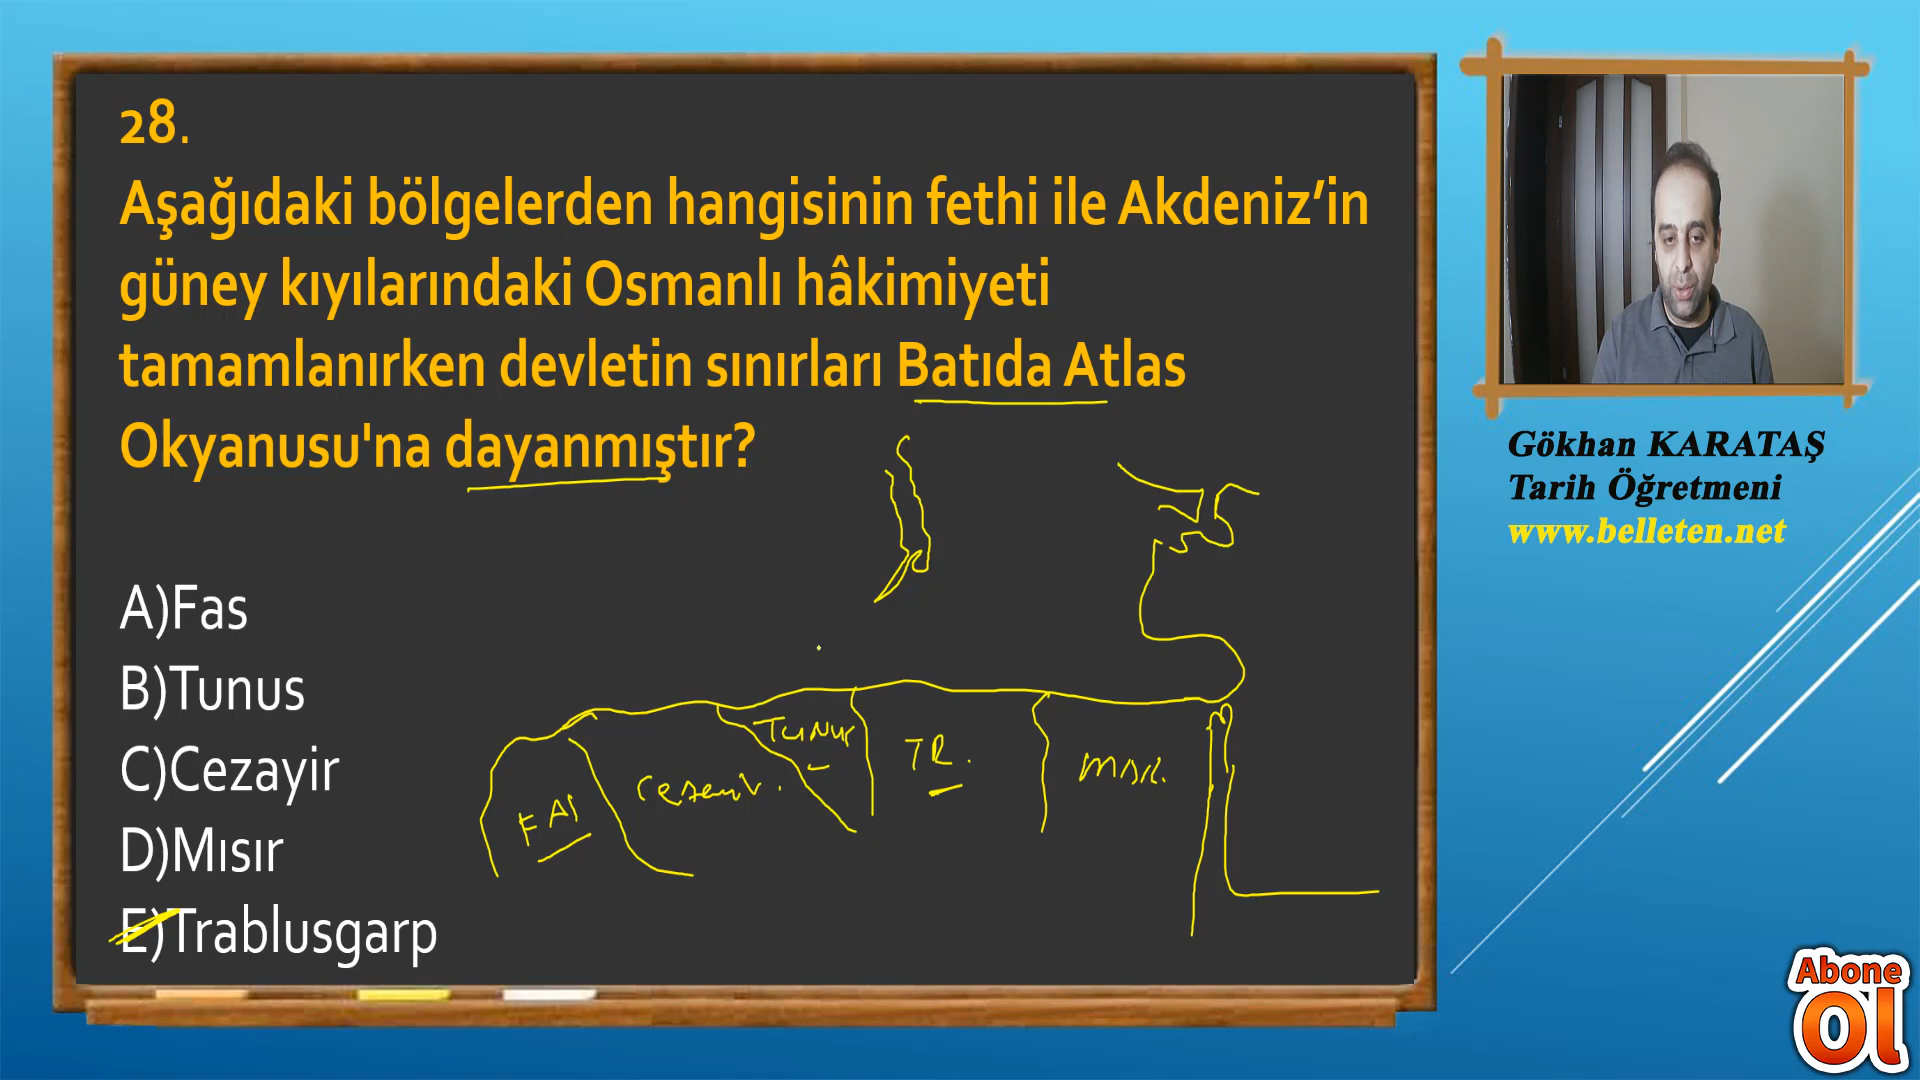 28.
Aşağıdaki bölgelerden hangisinin fethi ile Akdeniz’in
güney kıyılarındaki Osmanlı hâkimiyeti
tamamlanırken devletin sınırları Batıda Atlas
Okyanusu'na dayanmıştır?
A)Fas
B)Tunus
C)Cezayir
D)Mısır
E)Trablusgarp
FAS
Tunus
TR.
Gökhan KARATAŞ
Tarih Öğretmeni
www.belleten.net
Abone
Ol